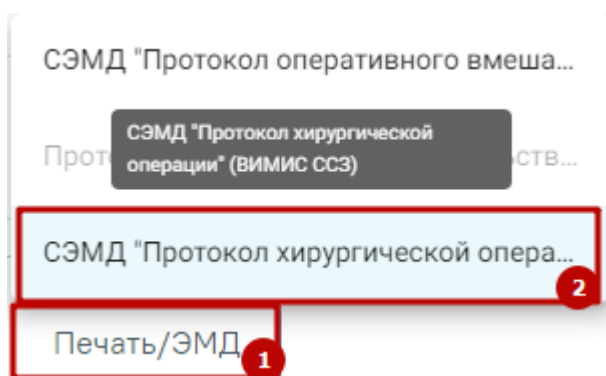 СЭМД "Протокол оперативного вмеша...
СЭМД "Протокол хирургической
операции" (ВИМИС ССЗ)
Прот ств...
СЭМД "Протокол хирургической опера...
2
Печать/ЭМД
1